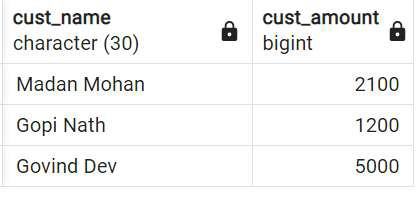 cust_name cust_amount
character (30) bigint
Madan Mohan 2100
Gopi Nath 1200
Govind Dev 5000